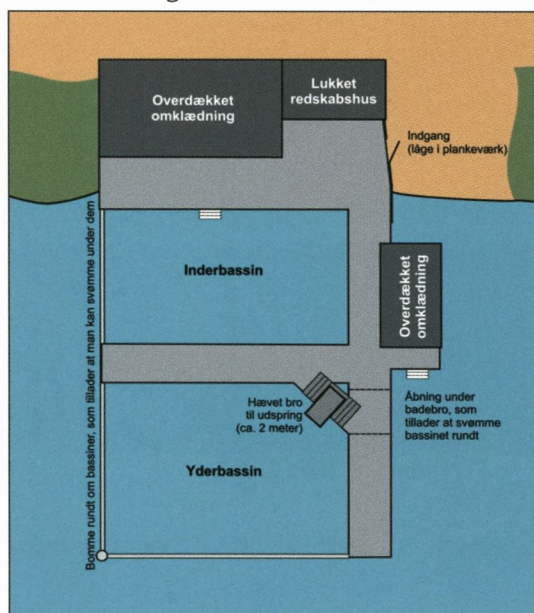 Overdækket
omklædning
Lukket
redskabshus
Indgang
(låge i plankeværk)
Inderbassin
Overdækket
omklædning
Bomme rundt om bassiner, som tillader at man kan svømme under dem
Hævet bro
til udspring
(ca. 2 meter)
Åbning under
badebro, som
tillader at svømme
bassinet rundt
Yderbassin